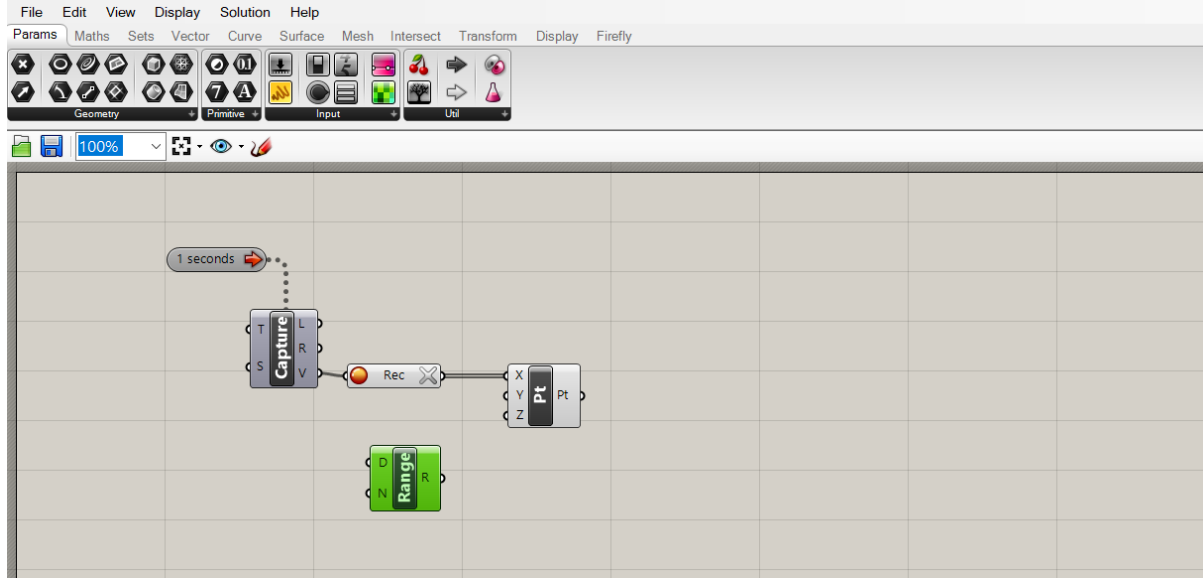 File Edit View Display Solution Help
Params Maths Sets Vector Curve Surface Mesh Intersect Transform Display Firefly
0.1
7 A
Geometry Primitive Input Util
100%
1 seconds
T Capture L
R
S V
Rec
X Pt
Y Pt
Z
D Range
R
N